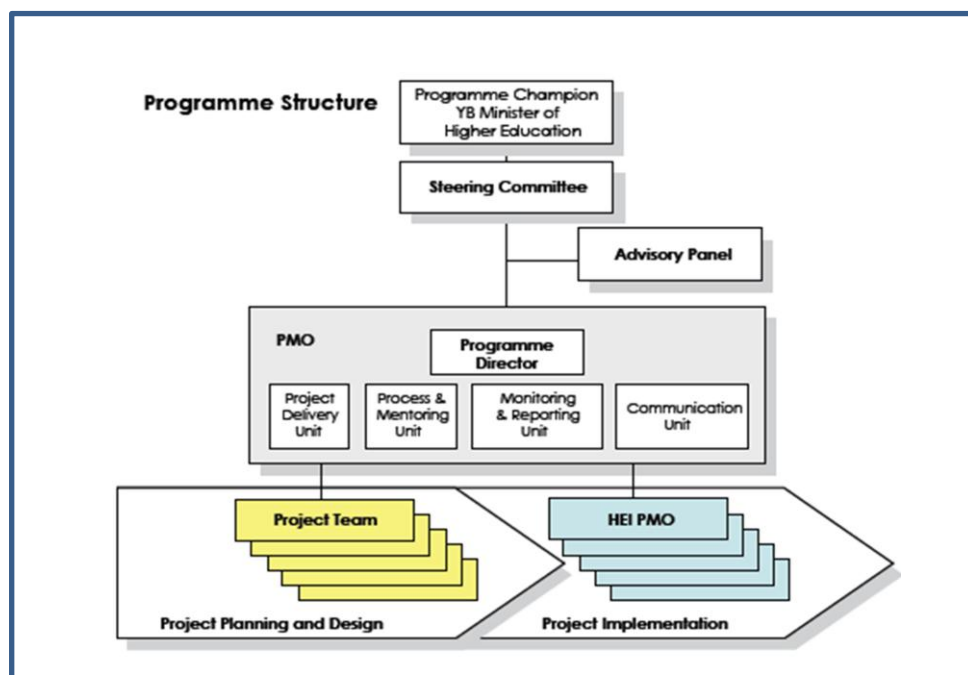 Programme Structure
Programme Champion
YB Minister of
Higher Education
Steering Committee
Advisory Panel
PMO
Programme
Director
Project
Delivery
Unit
Process &
Mentoring
Unit
Monitoring
& Reporting
Unit
Communication
Unit
Project Team
HEI PMO
Project Planning and Design
Project Implementation